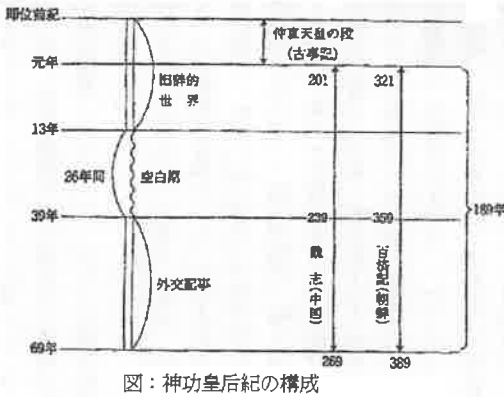 即位前紀
仲哀天皇の段
(古事記)
元年
旧辞的
世界
201
321
13年
26年間
空白期
189年
39年
239
359
外交記事
魏志(中国)
百済記(朝鮮)
69年
269
389
図：神功皇后紀の構成